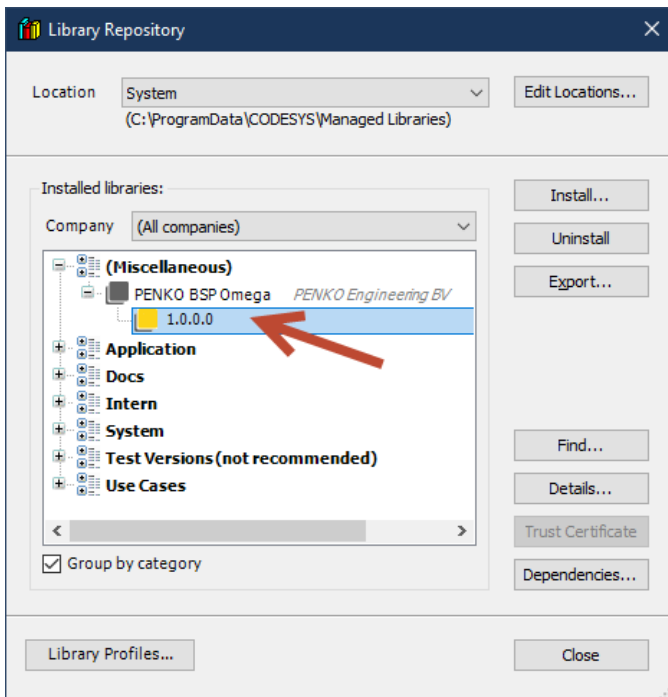 Library Repository
Location System Edit Locations...
(C:\ProgramData\CODESYS\Managed Libraries)
Installed libraries:
Install...
Company (All companies)
Uninstall
(Miscellaneous)
Export...
PENKO BSP Omega PENKO Engineering BV
1.0.0.0
Application
Docs
Intern
System
Find...
Test Versions (not recommended)
Use Cases
Details...
Trust Certificate
Group by category
Dependencies...
Library Profiles... Close